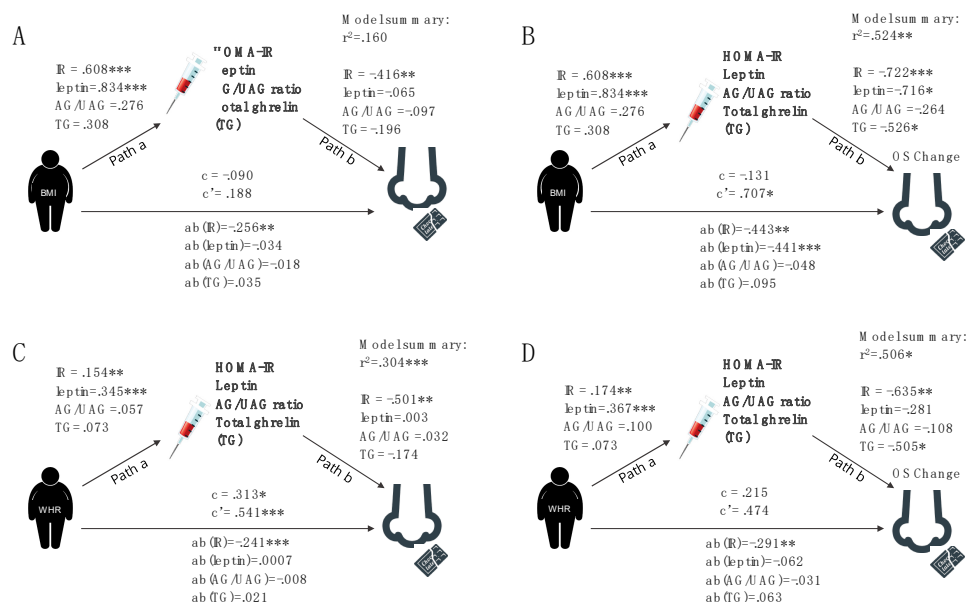 A
Model summary:
r²=.160
IR = .608***
leptin=.834***
AG/UAG =.276
TG = .308
"OMA-IR
eptin
G/UAG ratio
otal ghrelin
(TG)
IR = -.416**
leptin=-.065
AG/UAG =-.097
TG = -.196
Path a
Path b
BMI
c = -.090
c'= .188
ab(IR)=-.256**
ab(leptin)=-.034
ab(AG/UAG)=-.018
ab(TG)=.035
B
Model summary:
r²=.524**
IR = .608***
leptin=.834***
AG/UAG =.276
TG = .308
HOMA-IR
Leptin
AG/UAG ratio
Total ghrelin
(TG)
IR = -.722***
leptin=-.716*
AG/UAG =-.264
TG = -.526*
Path a
Path b
OS Change
BMI
c = -.131
c'= .707*
ab(IR)=-.443**
ab(leptin)=-.441***
ab(AG/UAG)=-.048
ab(TG)=.095
C
Model summary:
r²=.304***
IR = .154**
leptin=.345***
AG/UAG =.057
TG = .073
HOMA-IR
Leptin
AG/UAG ratio
Total ghrelin
(TG)
IR = -.501**
leptin=.003
AG/UAG =.032
TG = -.174
Path a
Path b
WHR
c = .313*
c'= .541***
ab(IR)=-.241***
ab(leptin)=.0007
ab(AG/UAG)=-.008
ab(TG)=.021
D
Model summary:
r²=.506*
IR = .174**
leptin=.367***
AG/UAG =.100
TG = .073
HOMA-IR
Leptin
AG/UAG ratio
Total ghrelin
(TG)
IR = -.635**
leptin=-.281
AG/UAG =-.108
TG = -.505*
Path a
Path b
OS Change
WHR
c = .215
c'= .474
ab(IR)=-.291**
ab(leptin)=-.062
ab(AG/UAG)=-.031
ab(TG)=.063